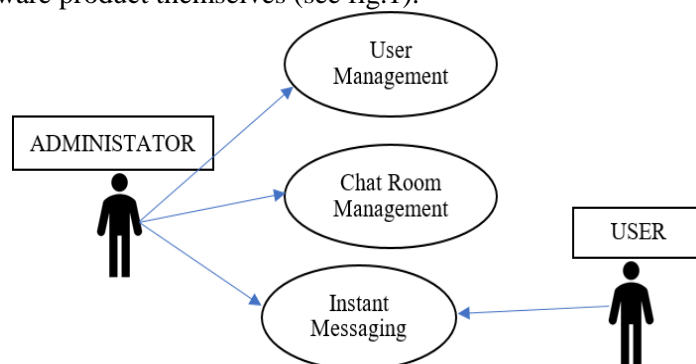 ware product themselves (see fig.1).
User
Management
ADMINISTATOR
Chat Room
Management
USER
Instant
Messaging